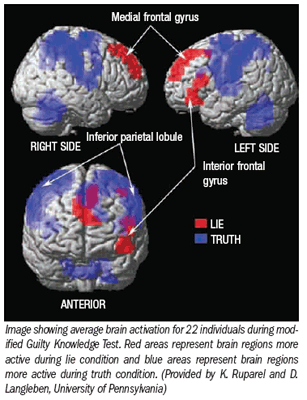 Medial frontal gyrus
RIGHT SIDE
LEFT SIDE
Inferior parietal lobule
Interior frontal
gyrus
LIE
TRUTH
ANTERIOR
Image showing average brain activation for 22 individuals during mod-
ified Guilty Knowledge Test. Red areas represent brain regions more
active during lie condition and blue areas represent brain regions
more active during truth condition. (Provided by K. Ruparel and D.
Langleben, University of Pennsylvania)